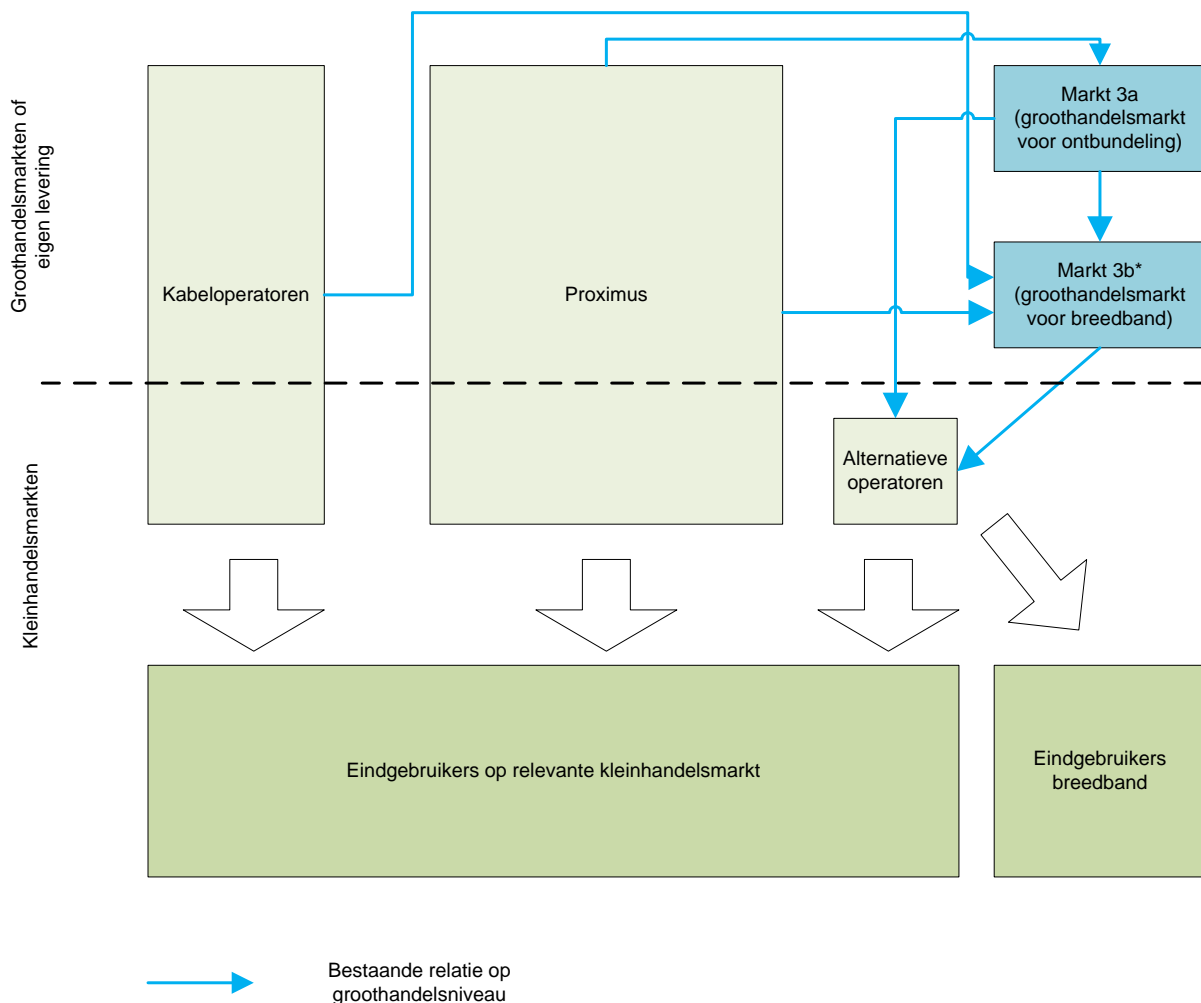 Groothandelsmarkten of
eigen levering
Kabeloperatoren
Proximus
Markt 3a
(groothandelsmarkt
voor ontbundeling)
Markt 3b*
(groothandelsmarkt
voor breedband)
Kleinhandelsmarkten
Alternatieve
operatoren
Eindgebruikers op relevante kleinhandelsmarkt
Eindgebruikers
breedband
Bestaande relatie op
groothandelsniveau